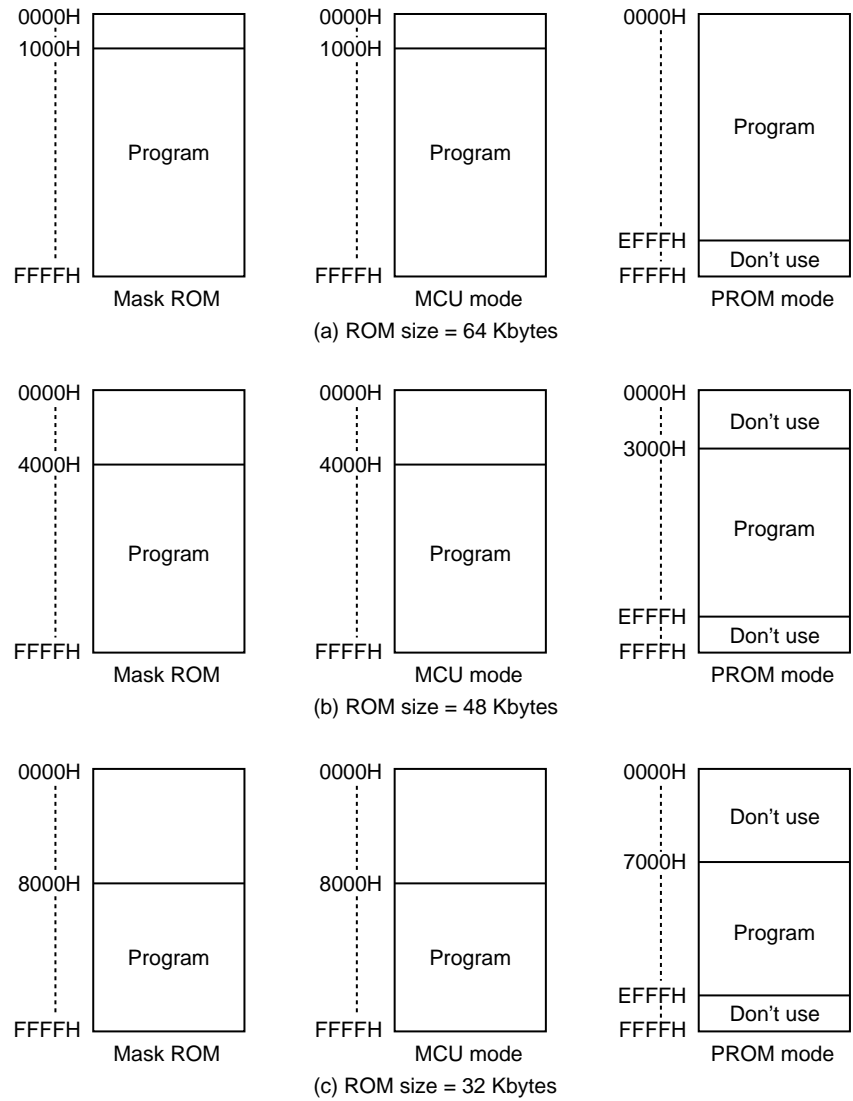 0000H 0000H 0000H
1000H 1000H
Program Program Program
EFFFH
Don't use
FFFFH FFFFH FFFFH
Mask ROM MCU mode PROM mode
(a) ROM size = 64 Kbytes
0000H 0000H 0000H
Don't use
3000H
4000H 4000H
Program Program Program
EFFFH
Don't use
FFFFH FFFFH FFFFH
Mask ROM MCU mode PROM mode
(b) ROM size = 48 Kbytes
0000H 0000H 0000H
Don't use
7000H
8000H 8000H
Program Program Program
EFFFH
Don't use
FFFFH FFFFH FFFFH
Mask ROM MCU mode PROM mode
(c) ROM size = 32 Kbytes